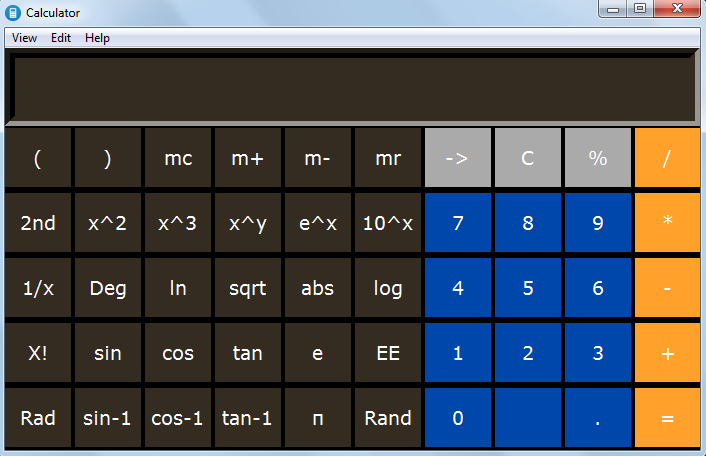 Calculator
View Edit Help
( ) mc m+ m- mr -> C % /
2nd x^2 x^3 x^y e^x 10^x 7 8 9 *
1/x Deg ln sqrt abs log 4 5 6 -
X! sin cos tan e EE 1 2 3 +
Rad sin-1 cos-1 tan-1 п Rand 0 . =